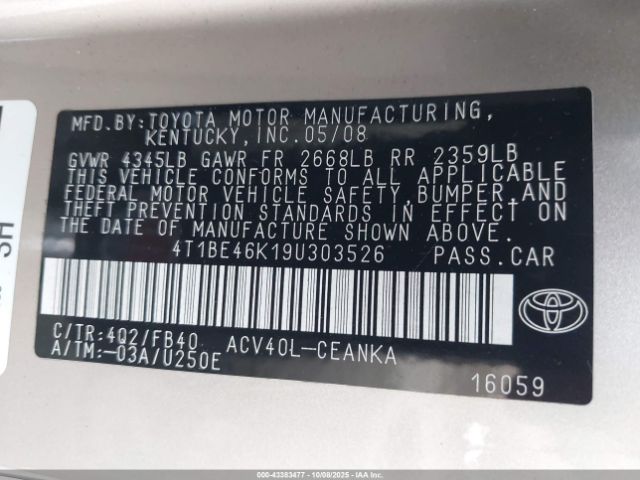 MFD.BY:TOYOTA MOTOR MANUFACTURING,
KENTUCKY,INC.05/08
GVWR 4345LB GAWR FR 2668LB RR 2359LB
THIS VEHICLE CONFORMS TO ALL APPLICABLE
FEDERAL MOTOR VEHICLE SAFETY,BUMPER,AND
THEFT PREVENTION STANDARDS IN EFFECT ON
THE DATE OF MANUFACTURE SHOWN ABOVE.
4T1BE46K19U303526 PASS.CAR
C/TR:4Q2/FB40 ACV40L-CEANKA
A/TM:-03A/U250E
16059
SH
000-43383477 - 10/08/2025 - IAAI.COM